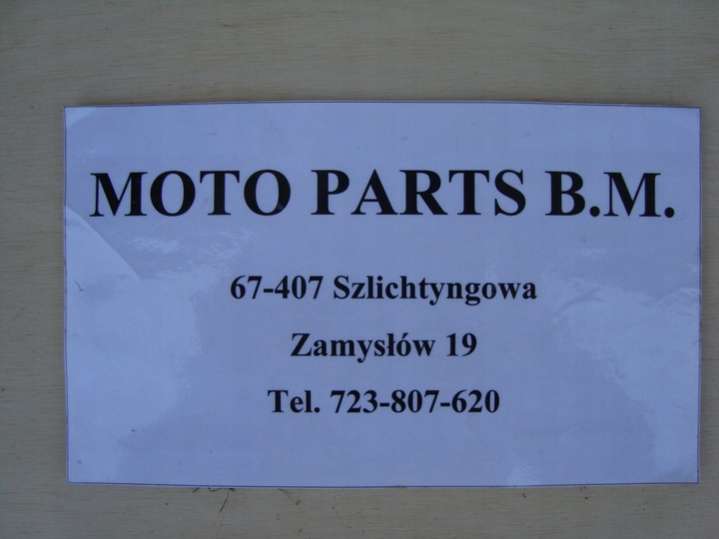 MOTO PARTS B.M.
67-407 Szlichtyngowa
Zamysłów 19
Tel. 723-807-620